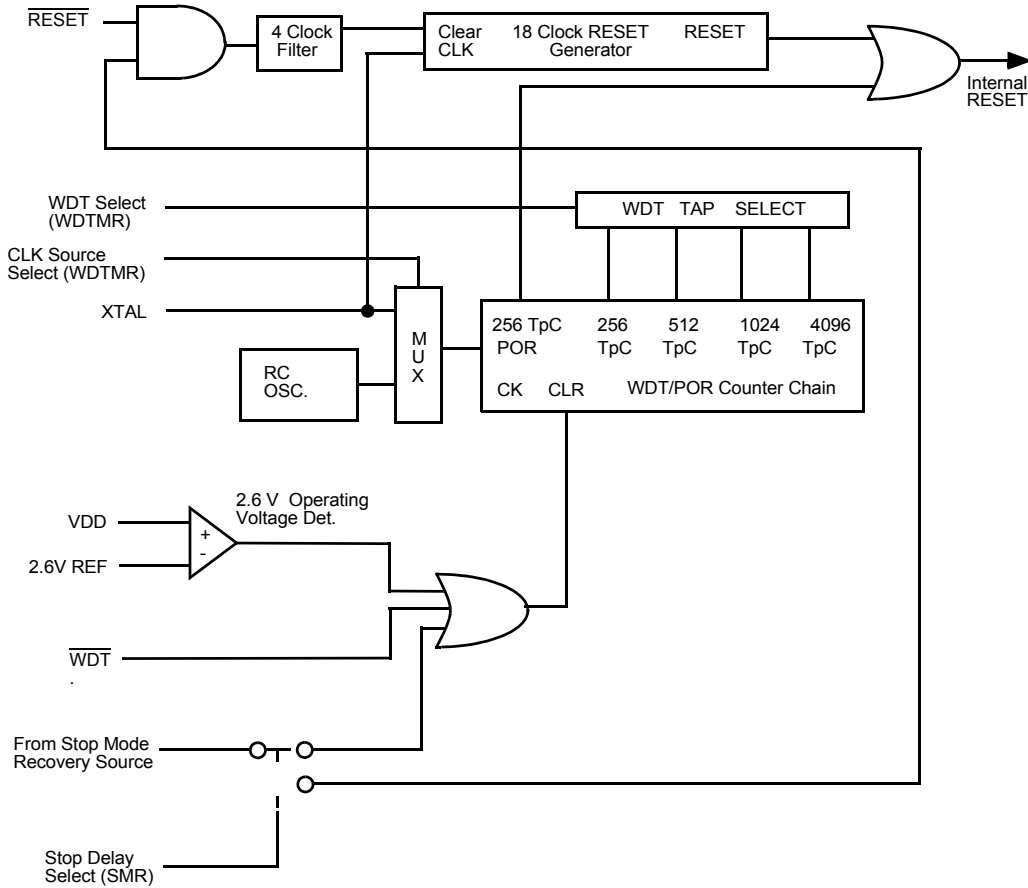 RESET
4 Clock
Filter
Clear 18 Clock RESET RESET
CLK Generator
Internal
RESET
WDT Select
(WDTMR)
WDT TAP SELECT
CLK Source
Select (WDTMR)
XTAL
M
U
X
256 TpC 256 512 1024 4096
POR TpC TpC TpC TpC
RC
OSC.
CK CLR WDT/POR Counter Chain
2.6 V Operating
Voltage Det.
VDD
+
-
2.6V REF
WDT
.
From Stop Mode
Recovery Source
Stop Delay
Select (SMR)